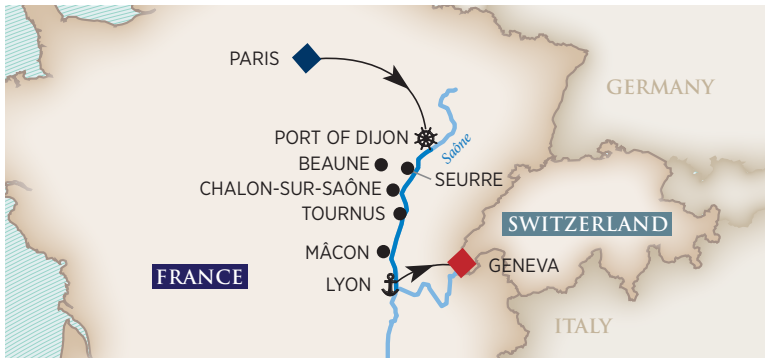 PARIS
GERMANY
PORT OF DIJON
Saône
BEAUNE
SEURRE
CHALON-SUR-SAÔNE
TOURNUS
SWITZERLAND
MÂCON
GENEVA
FRANCE
LYON
ITALY